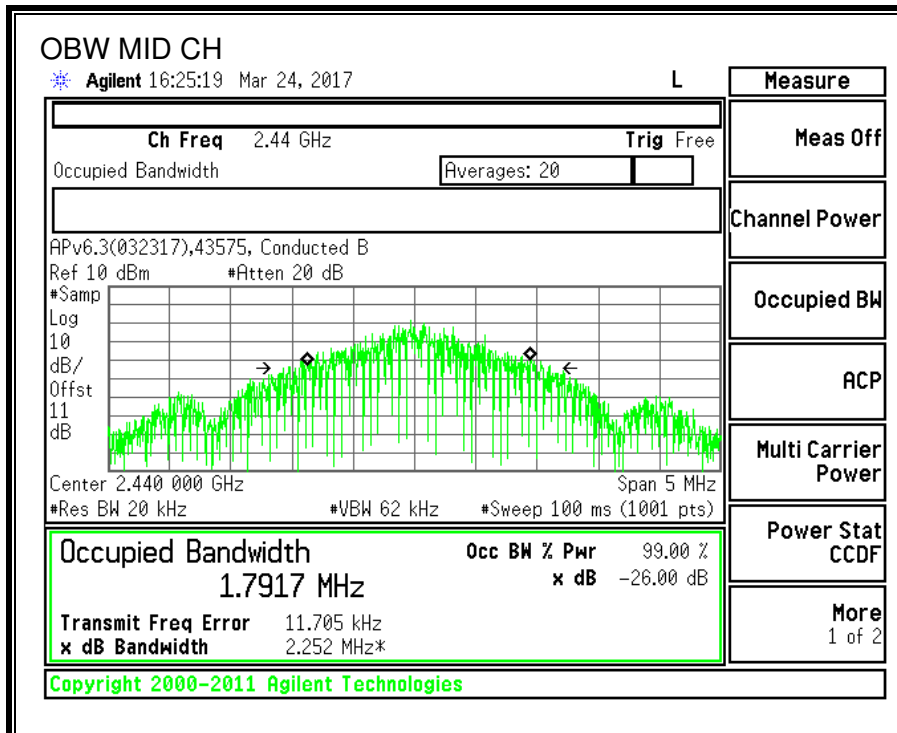 OBW MID CH
Agilent 16:25:19 Mar 24, 2017 L
Measure
Ch Freq 2.44 GHz Trig Free
Occupied Bandwidth Averages: 20
APv6.3(032317),43575, Conducted B
Ref 10 dBm #Atten 20 dB
#Samp
Log
10
dB/
Offst
11
dB
Center 2.440 000 GHz Span 5 MHz
#Res BW 20 kHz #VBW 62 kHz #Sweep 100 ms (1001 pts)
Occupied Bandwidth Occ BW % Pwr 99.00 %
1.7917 MHz x dB -26.00 dB
Transmit Freq Error 11.705 kHz
x dB Bandwidth 2.252 MHz*
Meas Off
Channel Power
Occupied BW
ACP
Multi Carrier
Power
Power Stat
CCDF
More
1 of 2
Copyright 2000-2011 Agilent Technologies